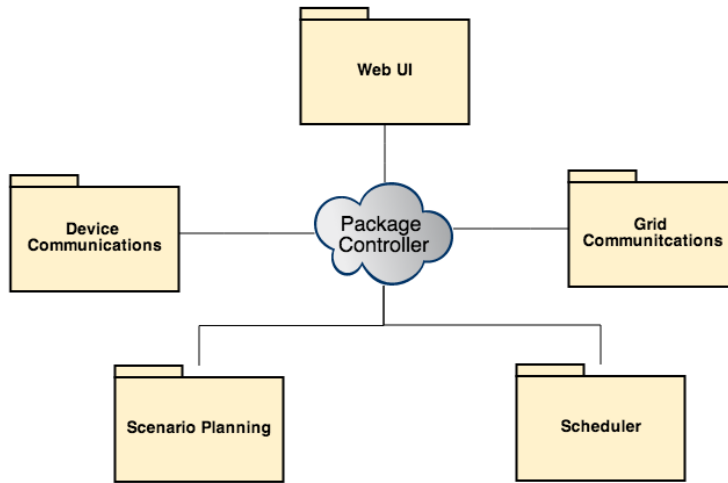 Web UI
Device
Communications
Package
Controller
Grid
Communitcations
Scenario Planning
Scheduler